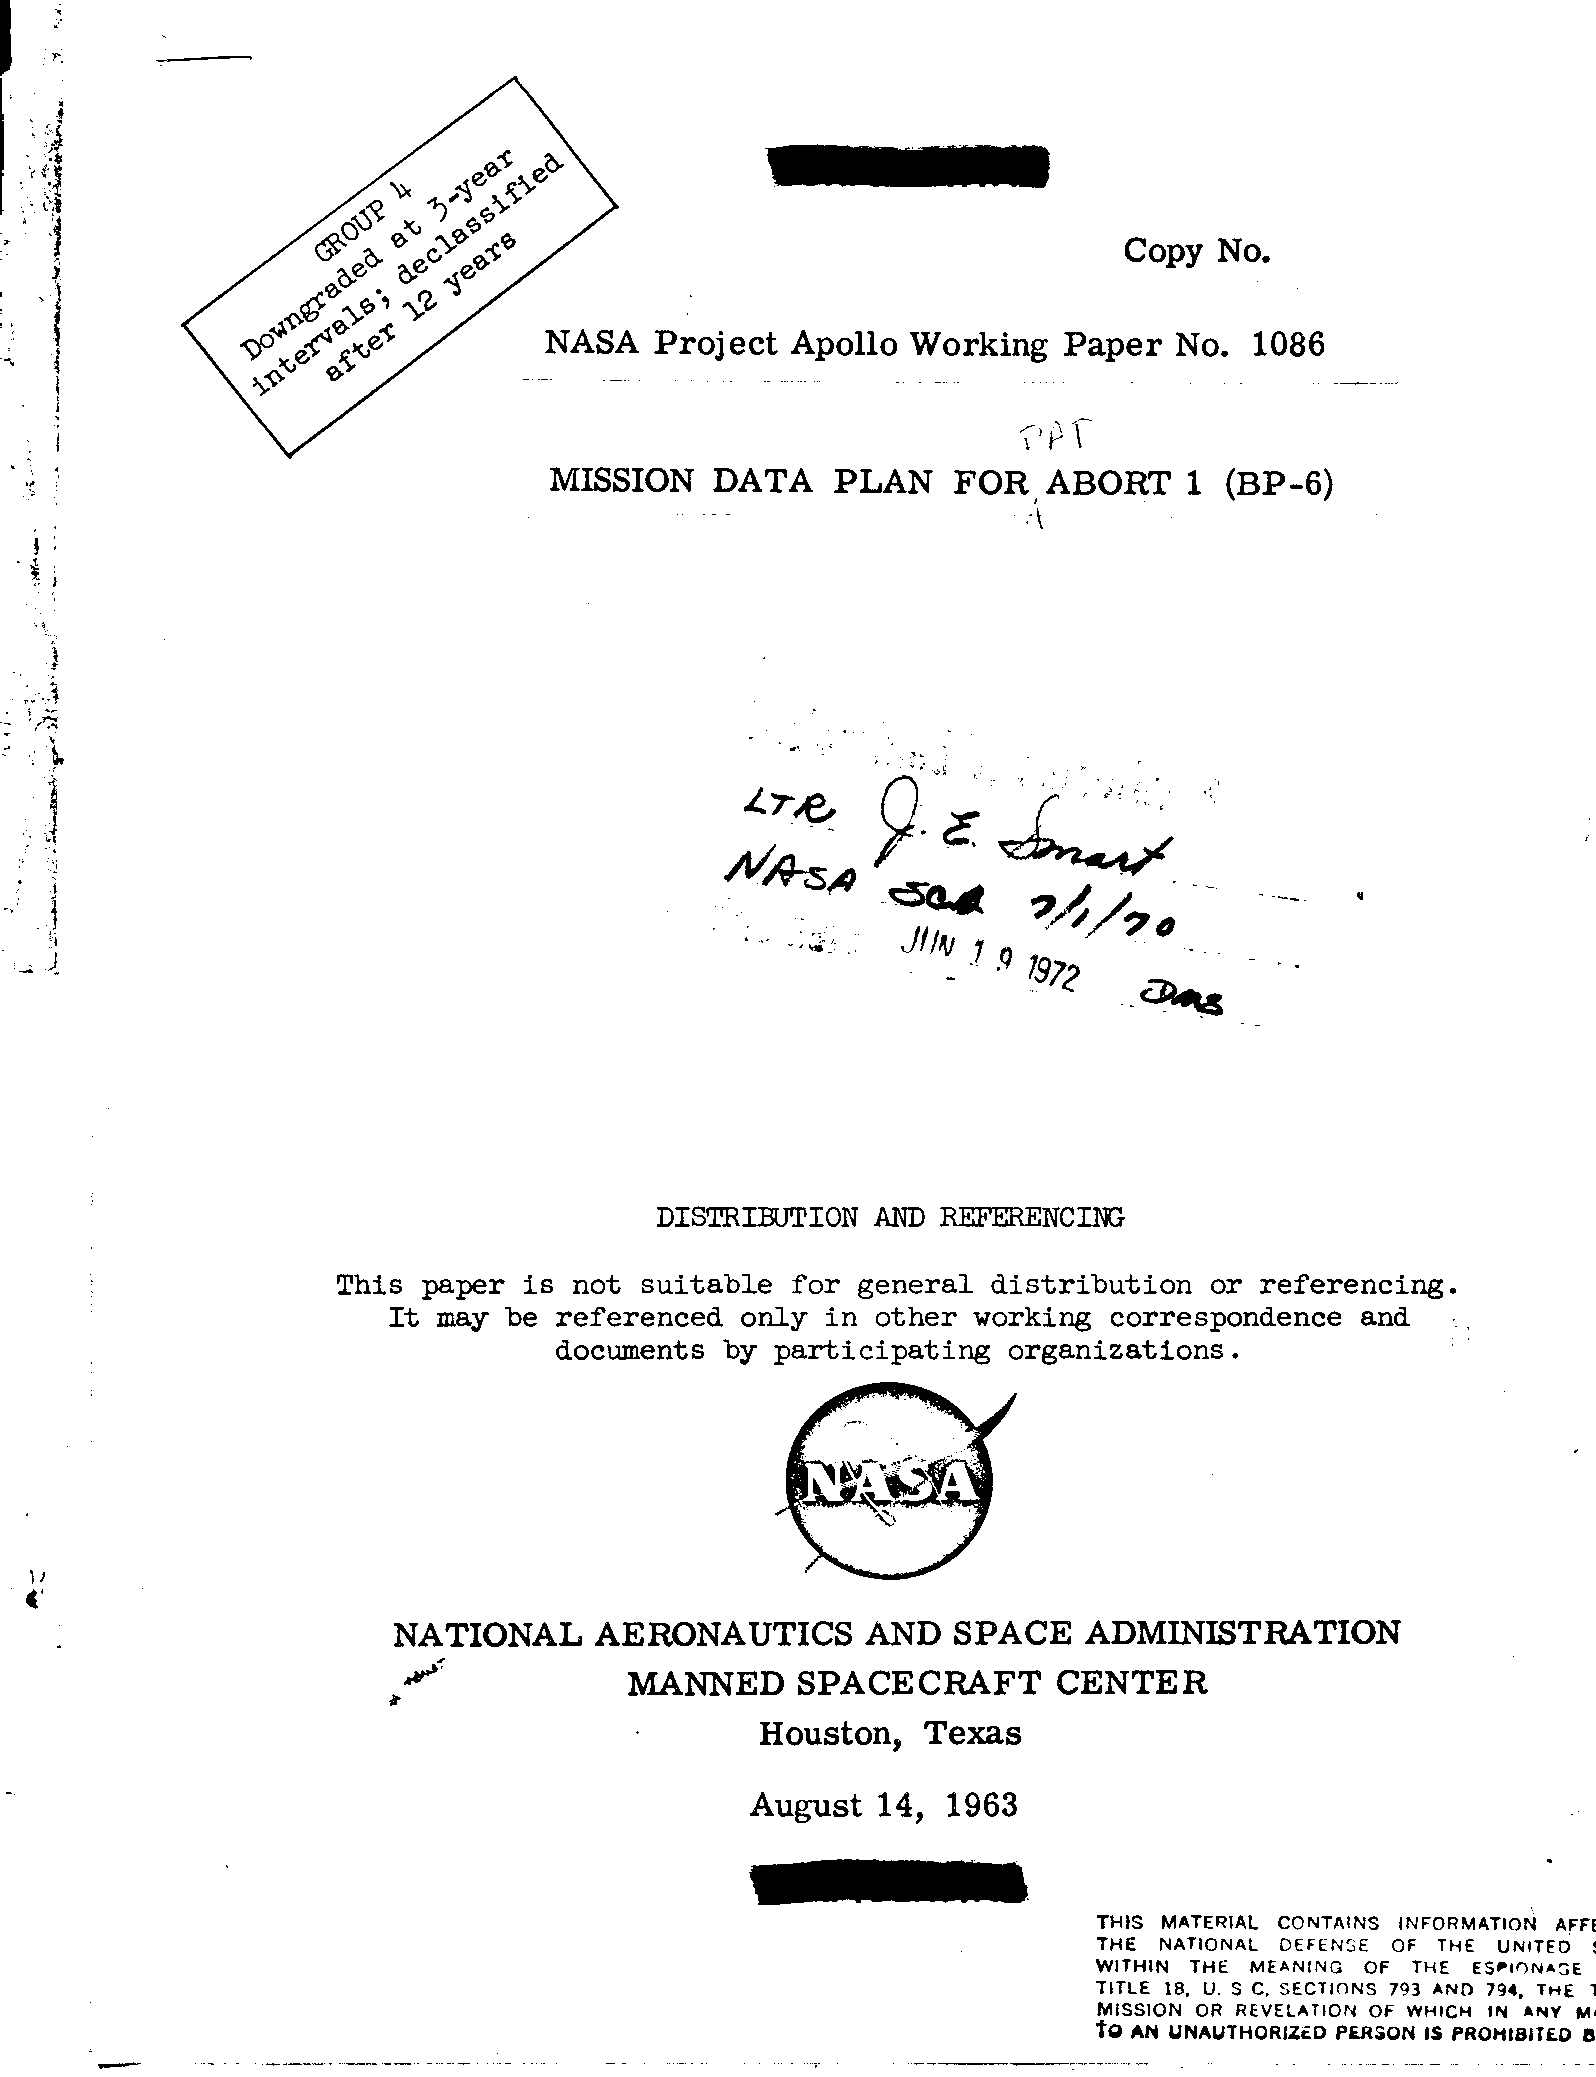 GROUP 4
Downgraded at 3-year
intervals; declassified
after 12 years
Copy No.
NASA Project Apollo Working Paper No. 1086
PAT
MISSION DATA PLAN FOR ABORT 1 (BP-6)
LTR J. E. Smart
NASA 7/1/70
JUN 19 1972
DISTRIBUTION AND REFERENCING
This paper is not suitable for general distribution or referencing.
It may be referenced only in other working correspondence and
documents by participating organizations.
NASA
NATIONAL AERONAUTICS AND SPACE ADMINISTRATION
MANNED SPACECRAFT CENTER
Houston, Texas
August 14, 1963
THIS MATERIAL CONTAINS INFORMATION AFFE
THE NATIONAL DEFENSE OF THE UNITED S
WITHIN THE MEANING OF THE ESPIONAGE
TITLE 18, U. S C, SECTIONS 793 AND 794, THE T
MISSION OR REVELATION OF WHICH IN ANY M
TO AN UNAUTHORIZED PERSON IS PROHIBITED B